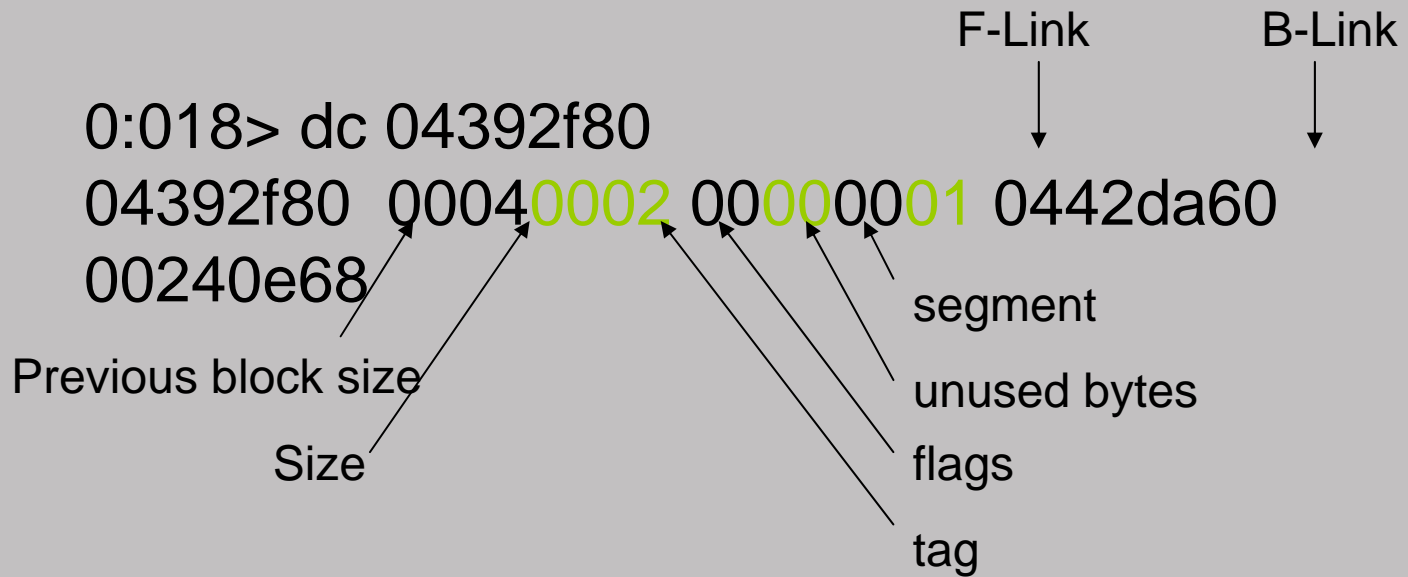 F-Link B-Link
0:018> dc 04392f80
04392f80 00040002 00000001 0442da60
00240e68
segment
Previous block size
unused bytes
Size
flags
tag